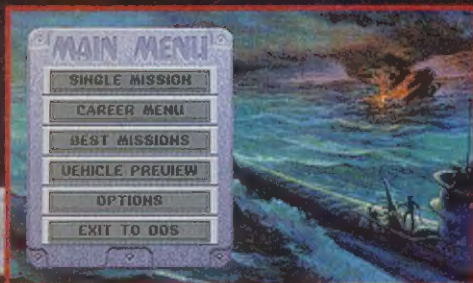 MAIN MENU
SINGLE MISSION
CAREER MENU
BEST MISSIONS
VEHICLE PREVIEW
OPTIONS
EXIT TO DOS